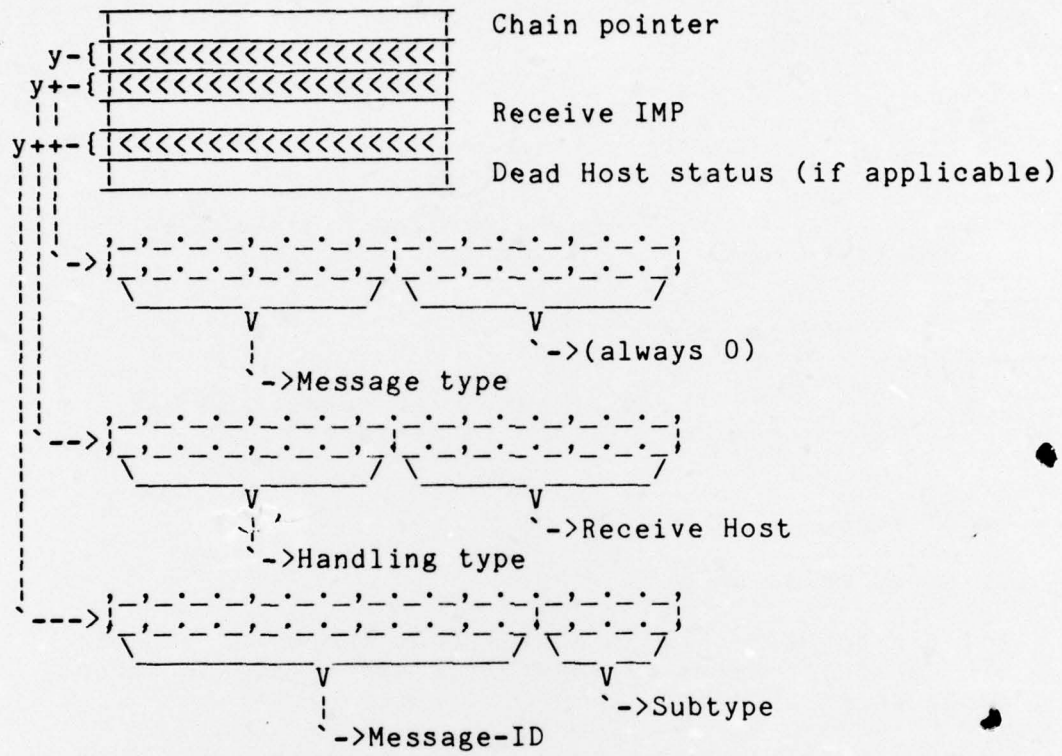 Chain pointer
y-{ <<<<<<<<<<<<<<<<<<
y+-{ <<<<<<<<<<<<<<<<<<
Receive IMP
y++-{ <<<<<<<<<<<<<<<<<<
Dead Host status (if applicable)
V V
`->(always 0)
`->Message type
V V
`->Receive Host
`->Handling type
V V
`->Subtype
`->Message-ID